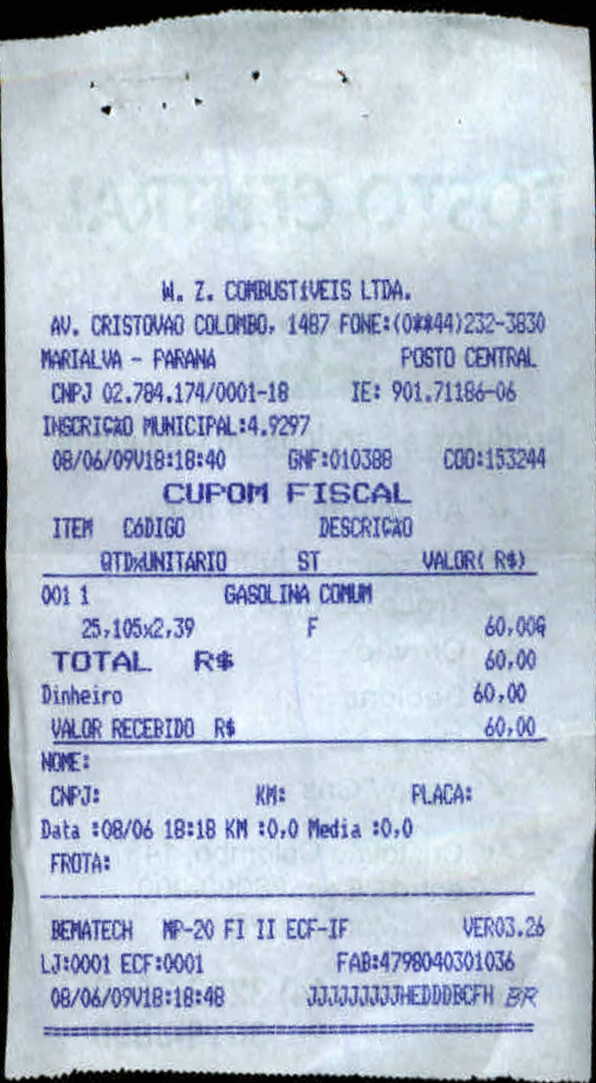 W. Z. COMBUSTíVEIS LTDA.
AV. CRISTOVAO COLOMBO, 1487 FONE:(0**44)232-3830
MARIALVA - PARANA POSTO CENTRAL
CNPJ 02.784.174/0001-18 IE: 901.71186-06
INSCRIÇÃO MUNICIPAL:4.9297
08/06/09V18:18:40 GNF:010388 COO:153244
CUPOM FISCAL
ITEM CóDIGO DESCRIÇÃO
QTDxUNITARIO ST VALOR( R$)
001 1 GASOLINA COMUM
25,105x2,39 F 60,00G
TOTAL R$ 60,00
Dinheiro 60,00
VALOR RECEBIDO R$ 60,00
NOME:
CNPJ: KM: PLACA:
Data :08/06 18:18 KM :0,0 Media :0,0
FROTA:
BEMATECH MP-20 FI II ECF-IF VER03.26
LJ:0001 ECF:0001 FAB:4798040301036
08/06/09V18:18:48 JJJJJJJJJHEDDDBCFH BR